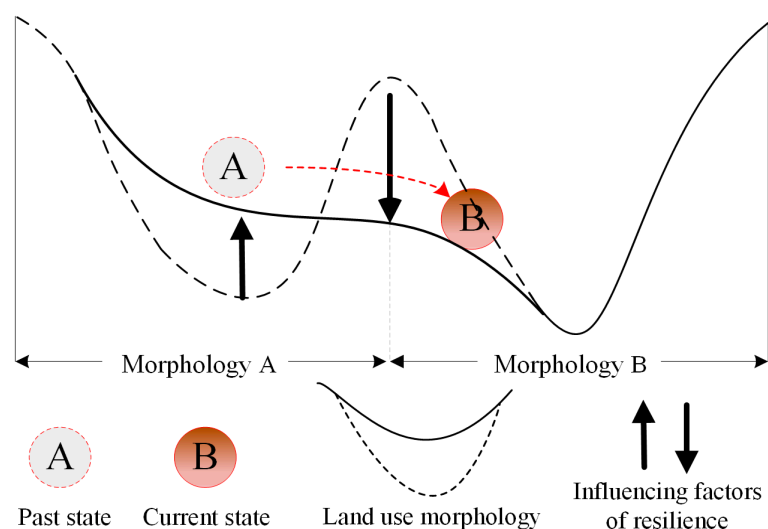 A
B
Morphology A
Morphology B
A
B
Past state
Current state
Land use morphology
Influencing factors
of resilience